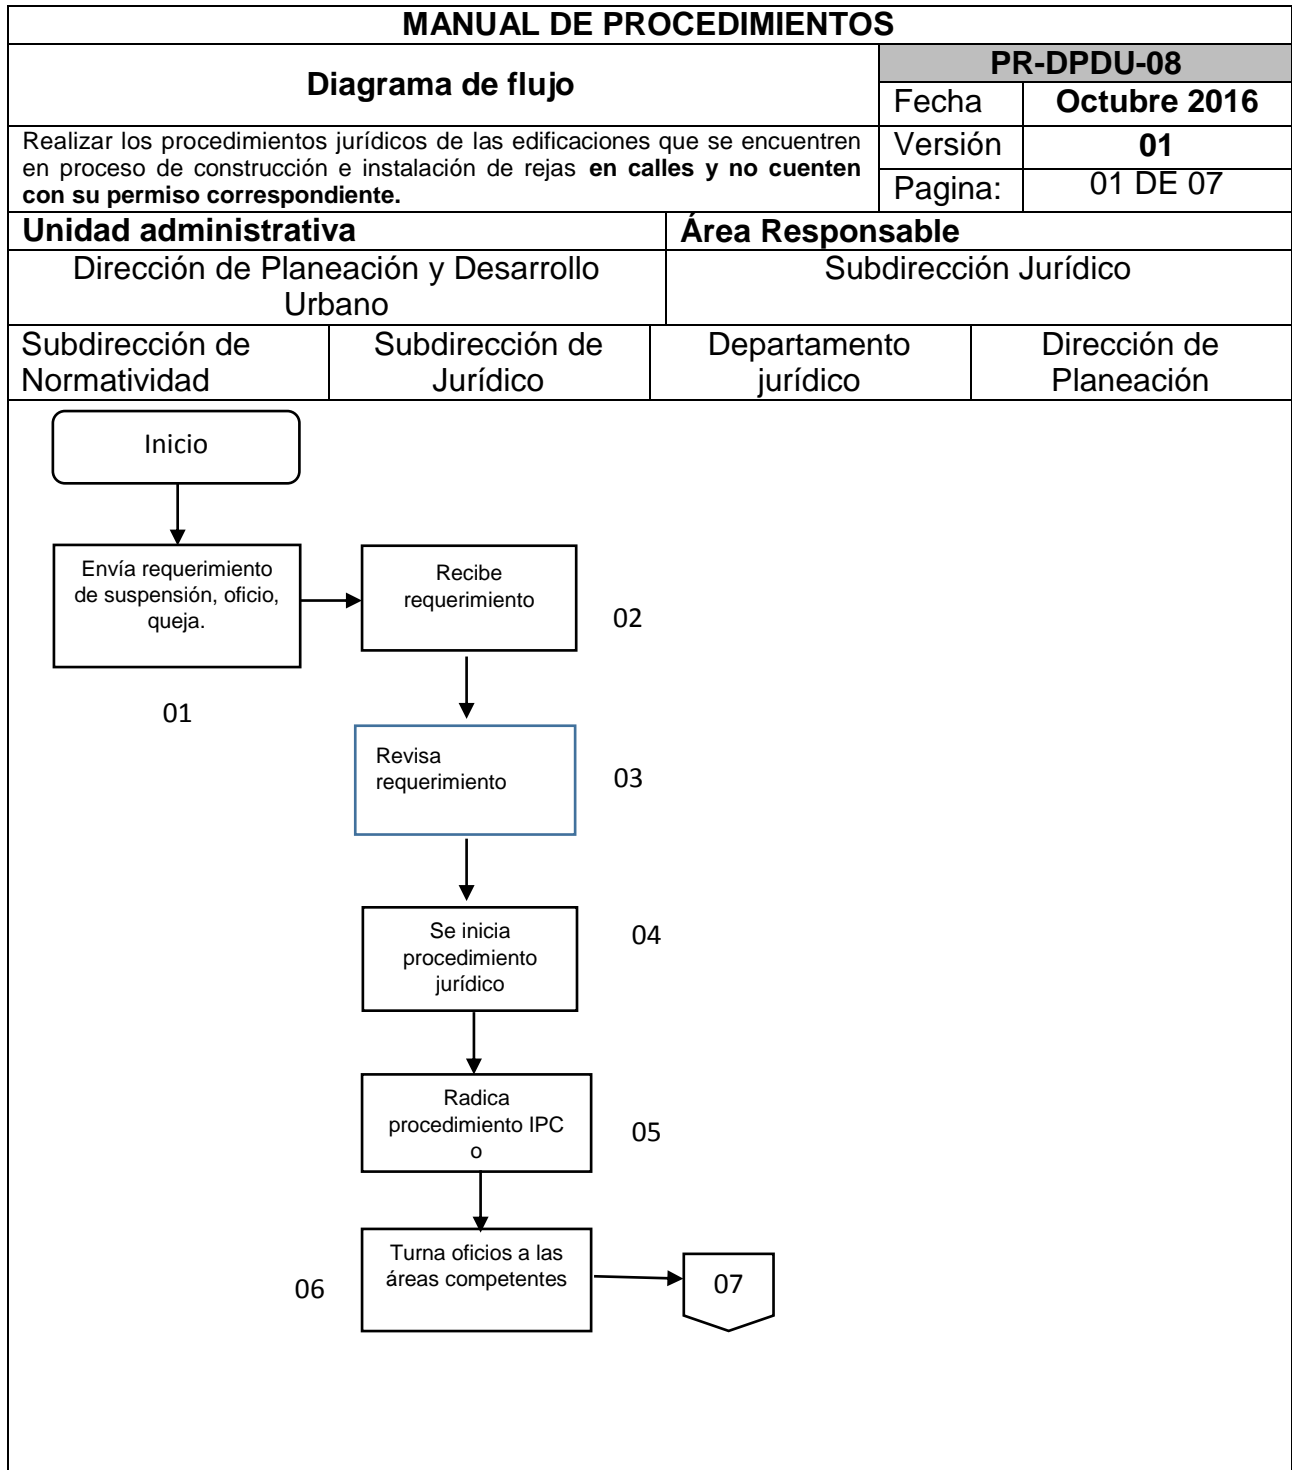 MANUAL DE PROCEDIMIENTOS
Diagrama de flujo
PR-DPDU-08
Fecha
Octubre 2016
Realizar los procedimientos jurídicos de las edificaciones que se encuentren
en proceso de construcción e instalación de rejas en calles y no cuenten
con su permiso correspondiente.
Versión
01
Pagina:
01 DE 07
Unidad administrativa
Área Responsable
Dirección de Planeación y Desarrollo
Urbano
Subdirección Jurídico
Subdirección de
Normatividad
Subdirección de
Jurídico
Departamento
jurídico
Dirección de
Planeación
Inicio
Envía requerimiento
de suspensión, oficio,
queja.
01
Recibe
requerimiento
02
Revisa
requerimiento
03
Se inicia
procedimiento
jurídico
04
Radica
procedimiento IPC
o
05
Turna oficios a las
áreas competentes
06
07